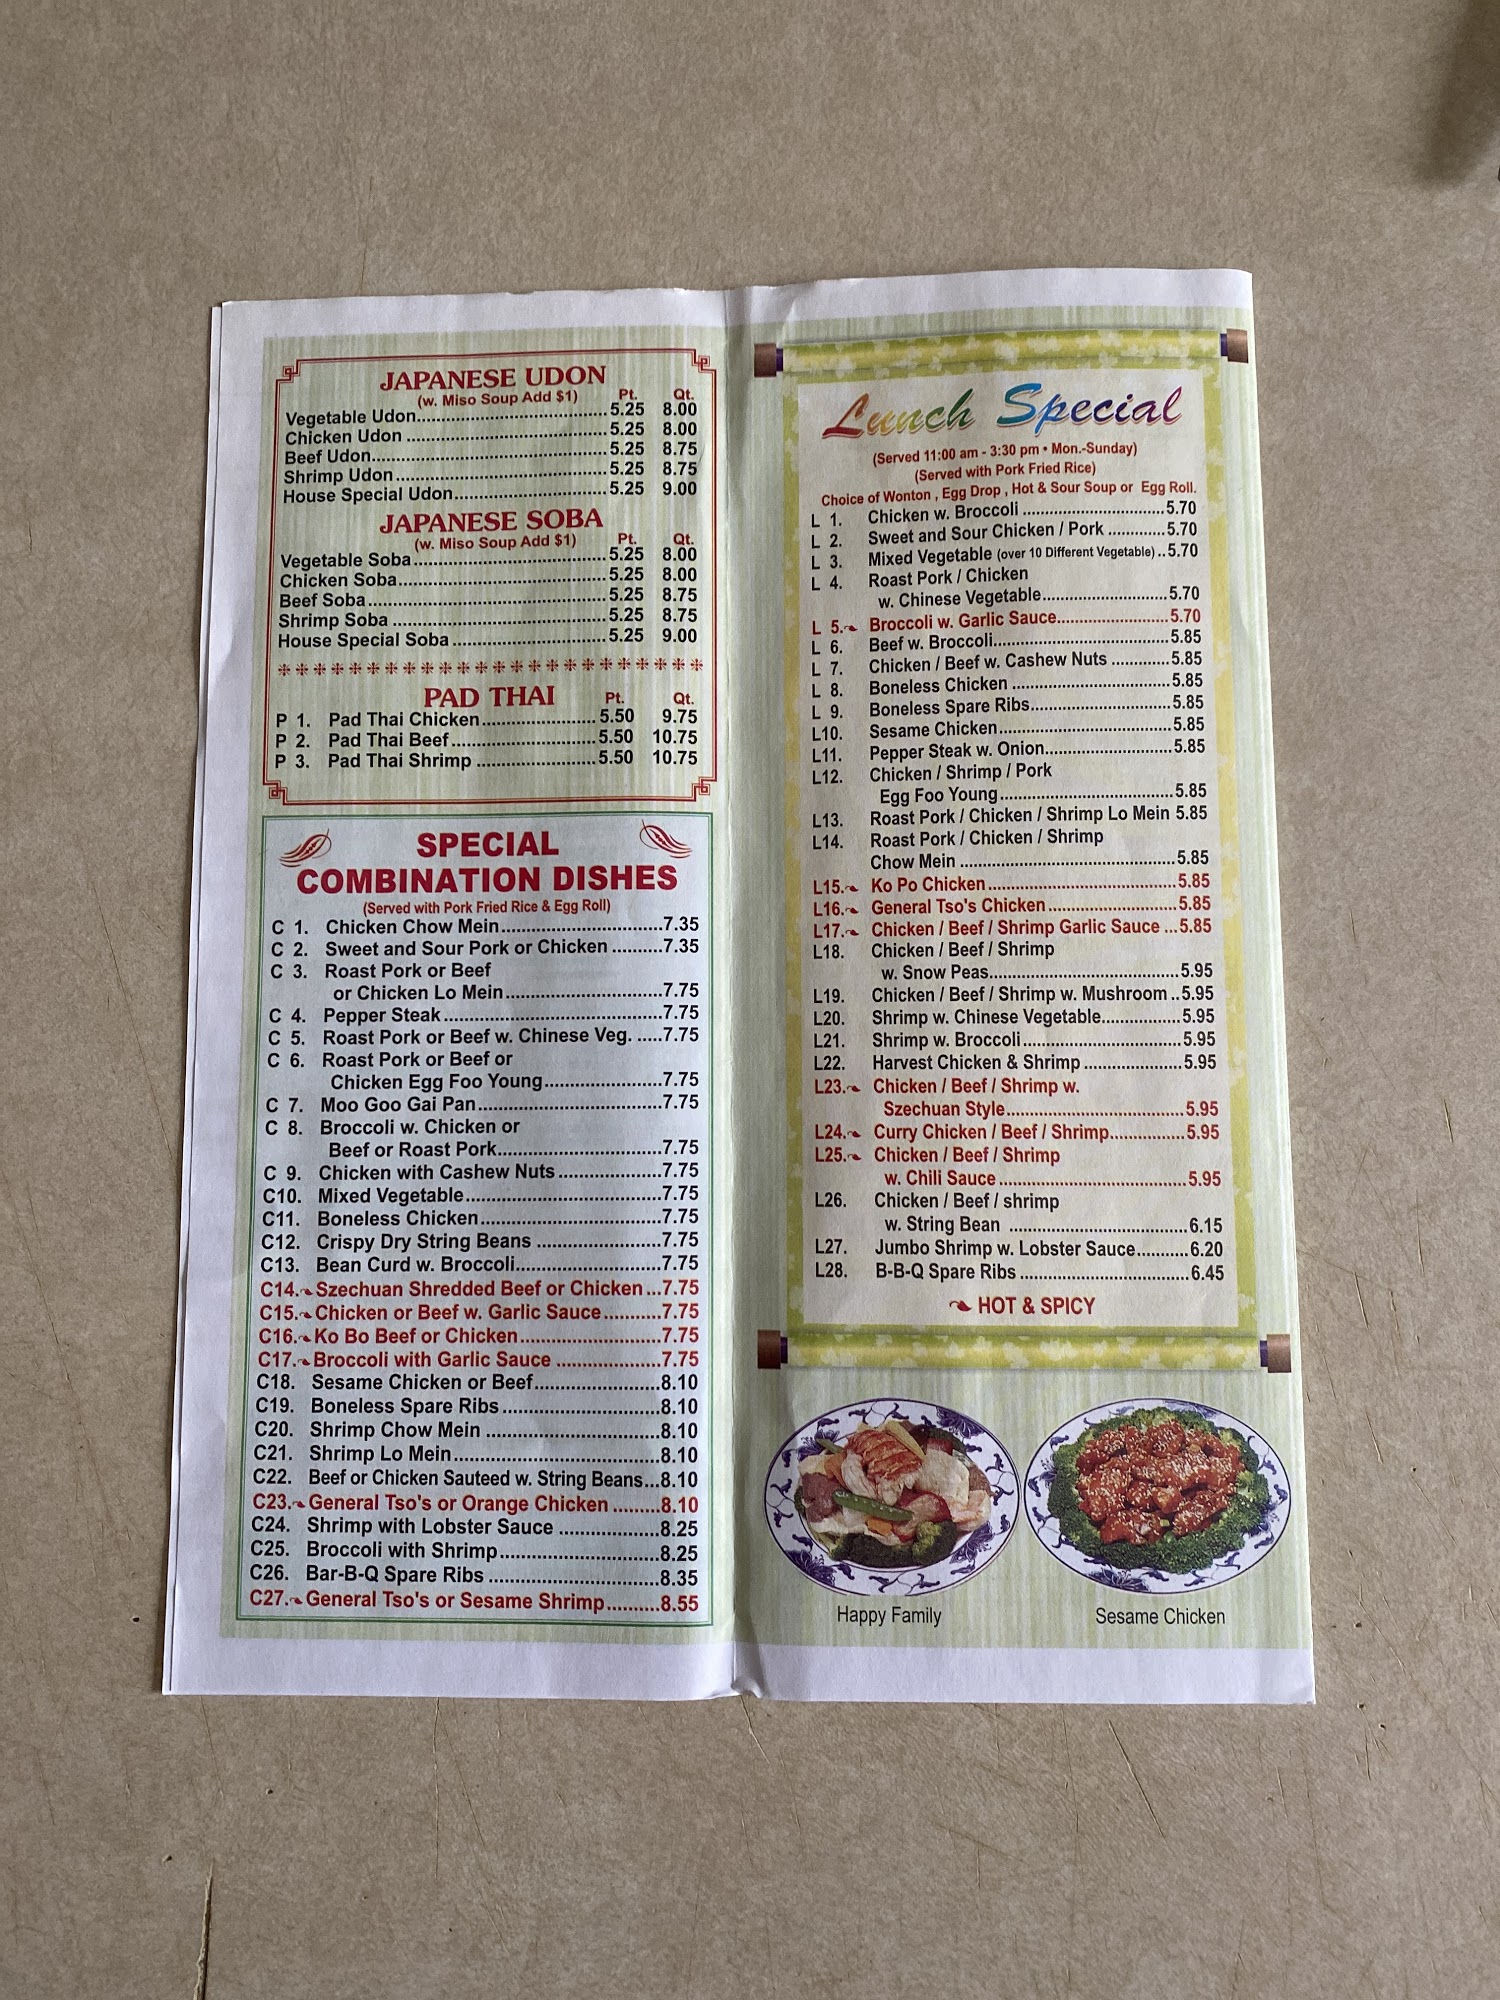 JAPANESE UDON
(w. Miso Soup Add $1) Pt. Qt.
Vegetable Udon 5.25 8.00
Chicken Udon 5.25 8.00
Beef Udon 5.25 8.75
Shrimp Udon 5.25 8.75
House Special Udon 5.25 9.00
JAPANESE SOBA
(w. Miso Soup Add $1) Pt. Qt.
Vegetable Soba 5.25 8.00
Chicken Soba 5.25 8.00
Beef Soba 5.25 8.75
Shrimp Soba 5.25 8.75
House Special Soba 5.25 9.00
PAD THAI Pt. Qt.
P 1. Pad Thai Chicken 5.50 9.75
P 2. Pad Thai Beef 5.50 10.75
P 3. Pad Thai Shrimp 5.50 10.75
SPECIAL
COMBINATION DISHES
(Served with Pork Fried Rice & Egg Roll)
C 1. Chicken Chow Mein 7.35
C 2. Sweet and Sour Pork or Chicken 7.35
C 3. Roast Pork or Beef
or Chicken Lo Mein 7.75
C 4. Pepper Steak 7.75
C 5. Roast Pork or Beef w. Chinese Veg. 7.75
C 6. Roast Pork or Beef or
Chicken Egg Foo Young 7.75
C 7. Moo Goo Gai Pan 7.75
C 8. Broccoli w. Chicken or
Beef or Roast Pork 7.75
C 9. Chicken with Cashew Nuts 7.75
C10. Mixed Vegetable 7.75
C11. Boneless Chicken 7.75
C12. Crispy Dry String Beans 7.75
C13. Bean Curd w. Broccoli 7.75
C14. Szechuan Shredded Beef or Chicken 7.75
C15. Chicken or Beef w. Garlic Sauce 7.75
C16. Ko Bo Beef or Chicken 7.75
C17. Broccoli with Garlic Sauce 7.75
C18. Sesame Chicken or Beef 8.10
C19. Boneless Spare Ribs 8.10
C20. Shrimp Chow Mein 8.10
C21. Shrimp Lo Mein 8.10
C22. Beef or Chicken Sauteed w. String Beans 8.10
C23. General Tso's or Orange Chicken 8.10
C24. Shrimp with Lobster Sauce 8.25
C25. Broccoli with Shrimp 8.25
C26. Bar-B-Q Spare Ribs 8.35
C27. General Tso's or Sesame Shrimp 8.55
Lunch Special
(Served 11:00 am - 3:30 pm • Mon.-Sunday)
(Served with Pork Fried Rice)
Choice of Wonton , Egg Drop , Hot & Sour Soup or Egg Roll.
L 1. Chicken w. Broccoli 5.70
L 2. Sweet and Sour Chicken / Pork 5.70
L 3. Mixed Vegetable (over 10 Different Vegetable) 5.70
L 4. Roast Pork / Chicken
w. Chinese Vegetable 5.70
L 5. Broccoli w. Garlic Sauce 5.70
L 6. Beef w. Broccoli 5.85
L 7. Chicken / Beef w. Cashew Nuts 5.85
L 8. Boneless Chicken 5.85
L 9. Boneless Spare Ribs 5.85
L10. Sesame Chicken 5.85
L11. Pepper Steak w. Onion 5.85
L12. Chicken / Shrimp / Pork
Egg Foo Young 5.85
L13. Roast Pork / Chicken / Shrimp Lo Mein 5.85
L14. Roast Pork / Chicken / Shrimp
Chow Mein 5.85
L15. Ko Po Chicken 5.85
L16. General Tso's Chicken 5.85
L17. Chicken / Beef / Shrimp Garlic Sauce 5.85
L18. Chicken / Beef / Shrimp
w. Snow Peas 5.95
L19. Chicken / Beef / Shrimp w. Mushroom 5.95
L20. Shrimp w. Chinese Vegetable 5.95
L21. Shrimp w. Broccoli 5.95
L22. Harvest Chicken & Shrimp 5.95
L23. Chicken / Beef / Shrimp w.
Szechuan Style 5.95
L24. Curry Chicken / Beef / Shrimp 5.95
L25. Chicken / Beef / Shrimp
w. Chili Sauce 5.95
L26. Chicken / Beef / shrimp
w. String Bean 6.15
L27. Jumbo Shrimp w. Lobster Sauce 6.20
L28. B-B-Q Spare Ribs 6.45
HOT & SPICY
Happy Family
Sesame Chicken